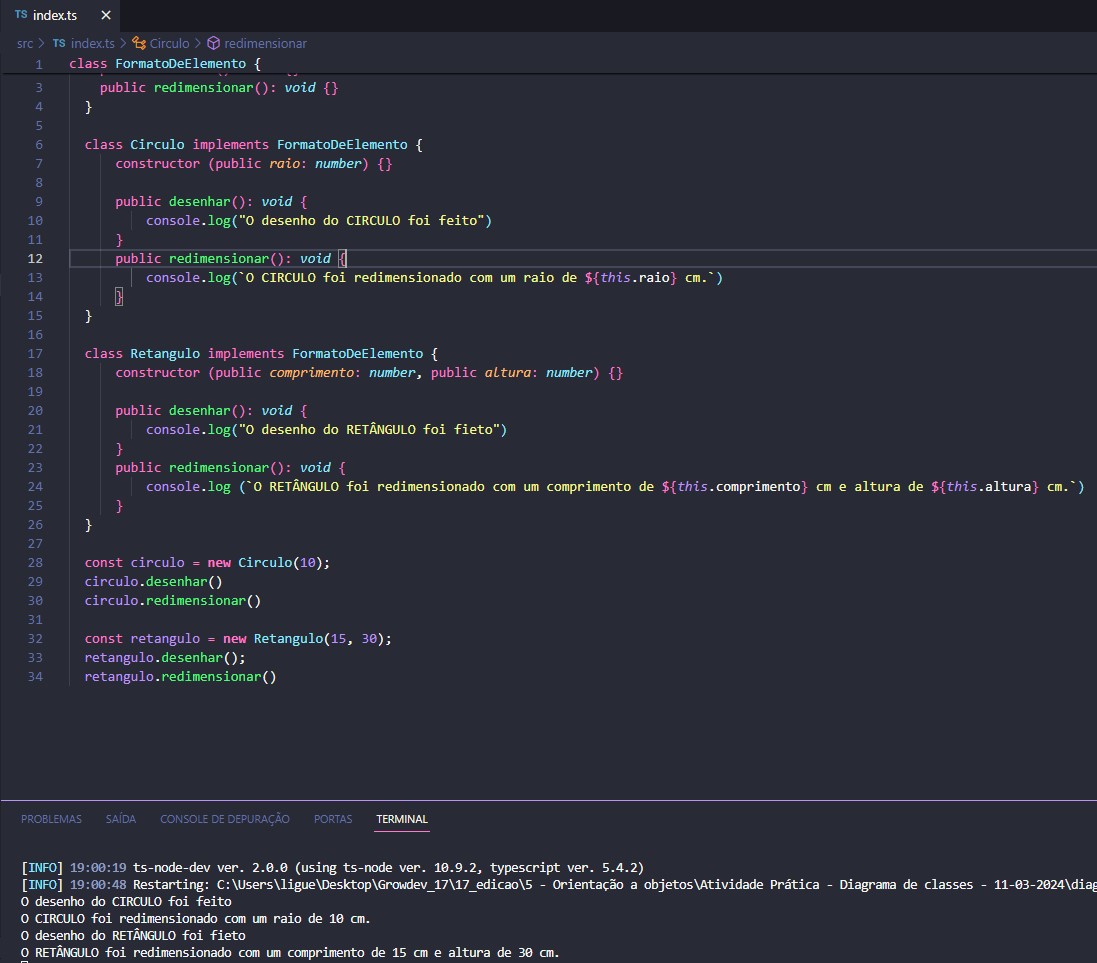 TS index.ts ×
src > TS index.ts > Circulo > redimensionar
1 class FormatoDeElemento {
3 public redimensionar(): void {}
4 }
5
6 class Circulo implements FormatoDeElemento {
7 constructor (public raio: number) {}
8
9 public desenhar(): void {
10 console.log("O desenho do CIRCULO foi feito")
11 }
12 public redimensionar(): void {
13 console.log(`O CIRCULO foi redimensionado com um raio de ${this.raio} cm.`)
14 }
15 }
16
17 class Retangulo implements FormatoDeElemento {
18 constructor (public comprimento: number, public altura: number) {}
19
20 public desenhar(): void {
21 console.log("O desenho do RETÂNGULO foi fieto")
22 }
23 public redimensionar(): void {
24 console.log (`O RETÂNGULO foi redimensionado com um comprimento de ${this.comprimento} cm e altura de ${this.altura} cm.`)
25 }
26 }
27
28 const circulo = new Circulo(10);
29 circulo.desenhar()
30 circulo.redimensionar()
31
32 const retangulo = new Retangulo(15, 30);
33 retangulo.desenhar();
34 retangulo.redimensionar()
PROBLEMAS SAÍDA CONSOLE DE DEPURAÇÃO PORTAS TERMINAL
[INFO] 19:00:19 ts-node-dev ver. 2.0.0 (using ts-node ver. 10.9.2, typescript ver. 5.4.2)
[INFO] 19:00:48 Restarting: C:\Users\ligue\Desktop\Growdev_17\17_edicao\5 - Orientação a objetos\Atividade Prática - Diagrama de classes - 11-03-2024\diag
O desenho do CIRCULO foi feito
O CIRCULO foi redimensionado com um raio de 10 cm.
O desenho do RETÂNGULO foi fieto
O RETÂNGULO foi redimensionado com um comprimento de 15 cm e altura de 30 cm.